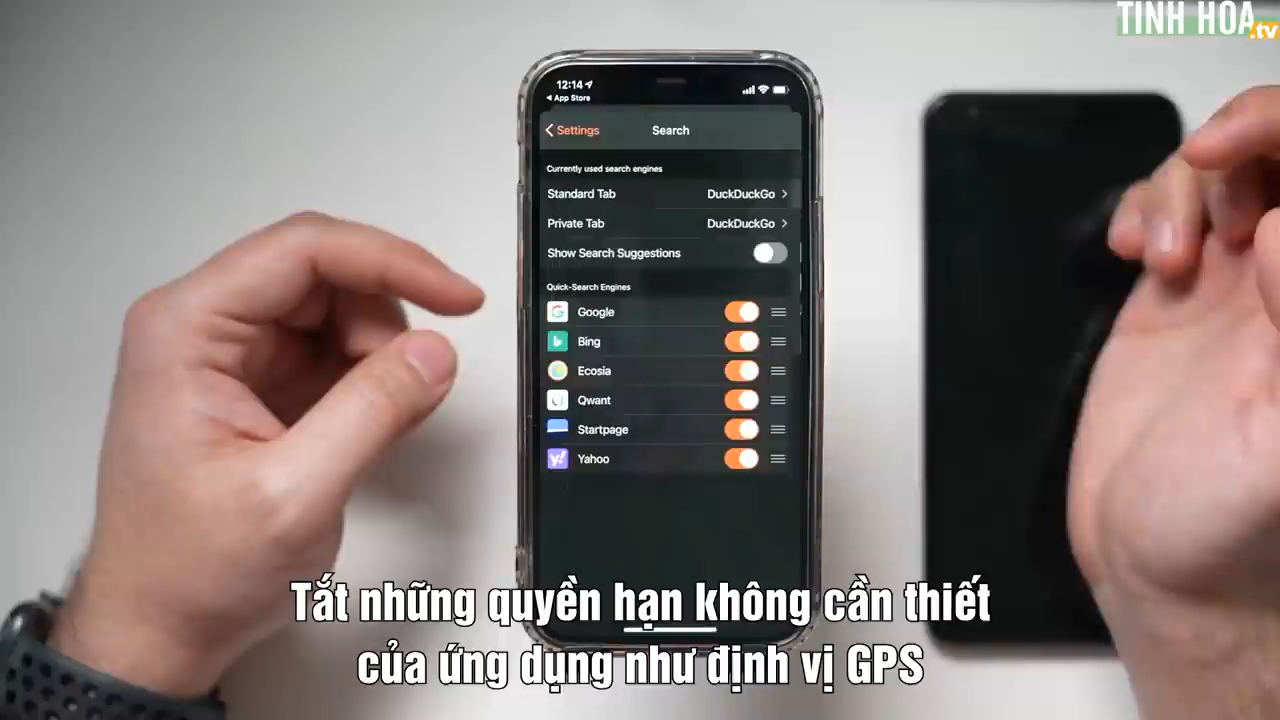 TINH HOA
.tv
12:14
App Store
Settings
Search
Currently used search engines
Standard Tab
DuckDuckGo
Private Tab
DuckDuckGo
Show Search Suggestions
Quick-Search Engines
Google
Bing
Ecosia
Qwant
Startpage
Yahoo
Tắt những quyền hạn không cần thiết
của ứng dụng như định vị GPS